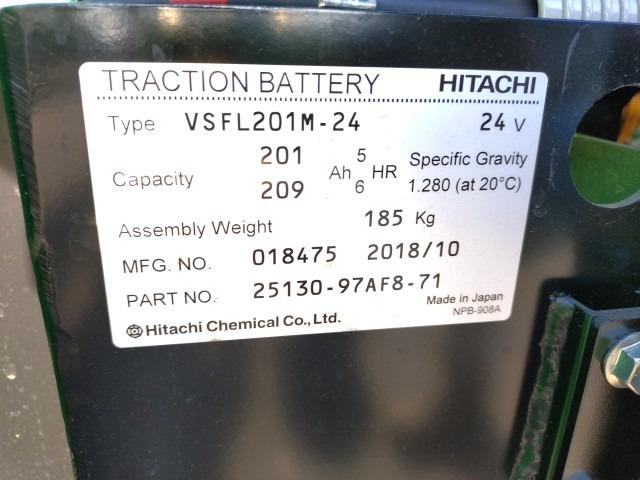 TRACTION BATTERY HITACHI
Type VSFL201M-24 24 V
Capacity 201 Ah 5 HR Specific Gravity
209 6 1.280 (at 20°C)
Assembly Weight 185 Kg
MFG. NO. 018475 2018/10
PART NO. 25130-97AF8-71
Made in Japan
Hitachi Chemical Co., Ltd. NPB-908A